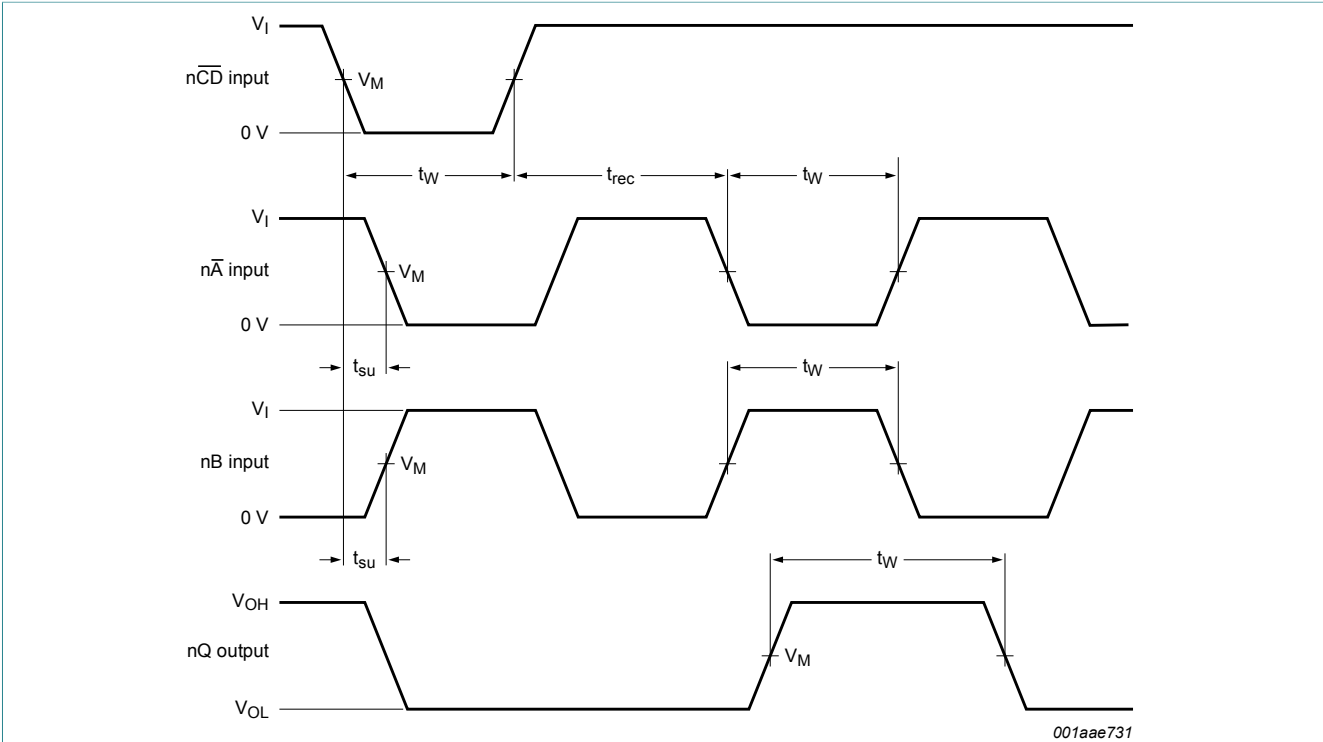 VI
nC̅D̅ input
VM
0 V
tW
trec
tW
VI
nA̅ input
VM
0 V
tsu
tW
VI
nB input
VM
0 V
tsu
tW
VOH
nQ output
VM
VOL
001aae731